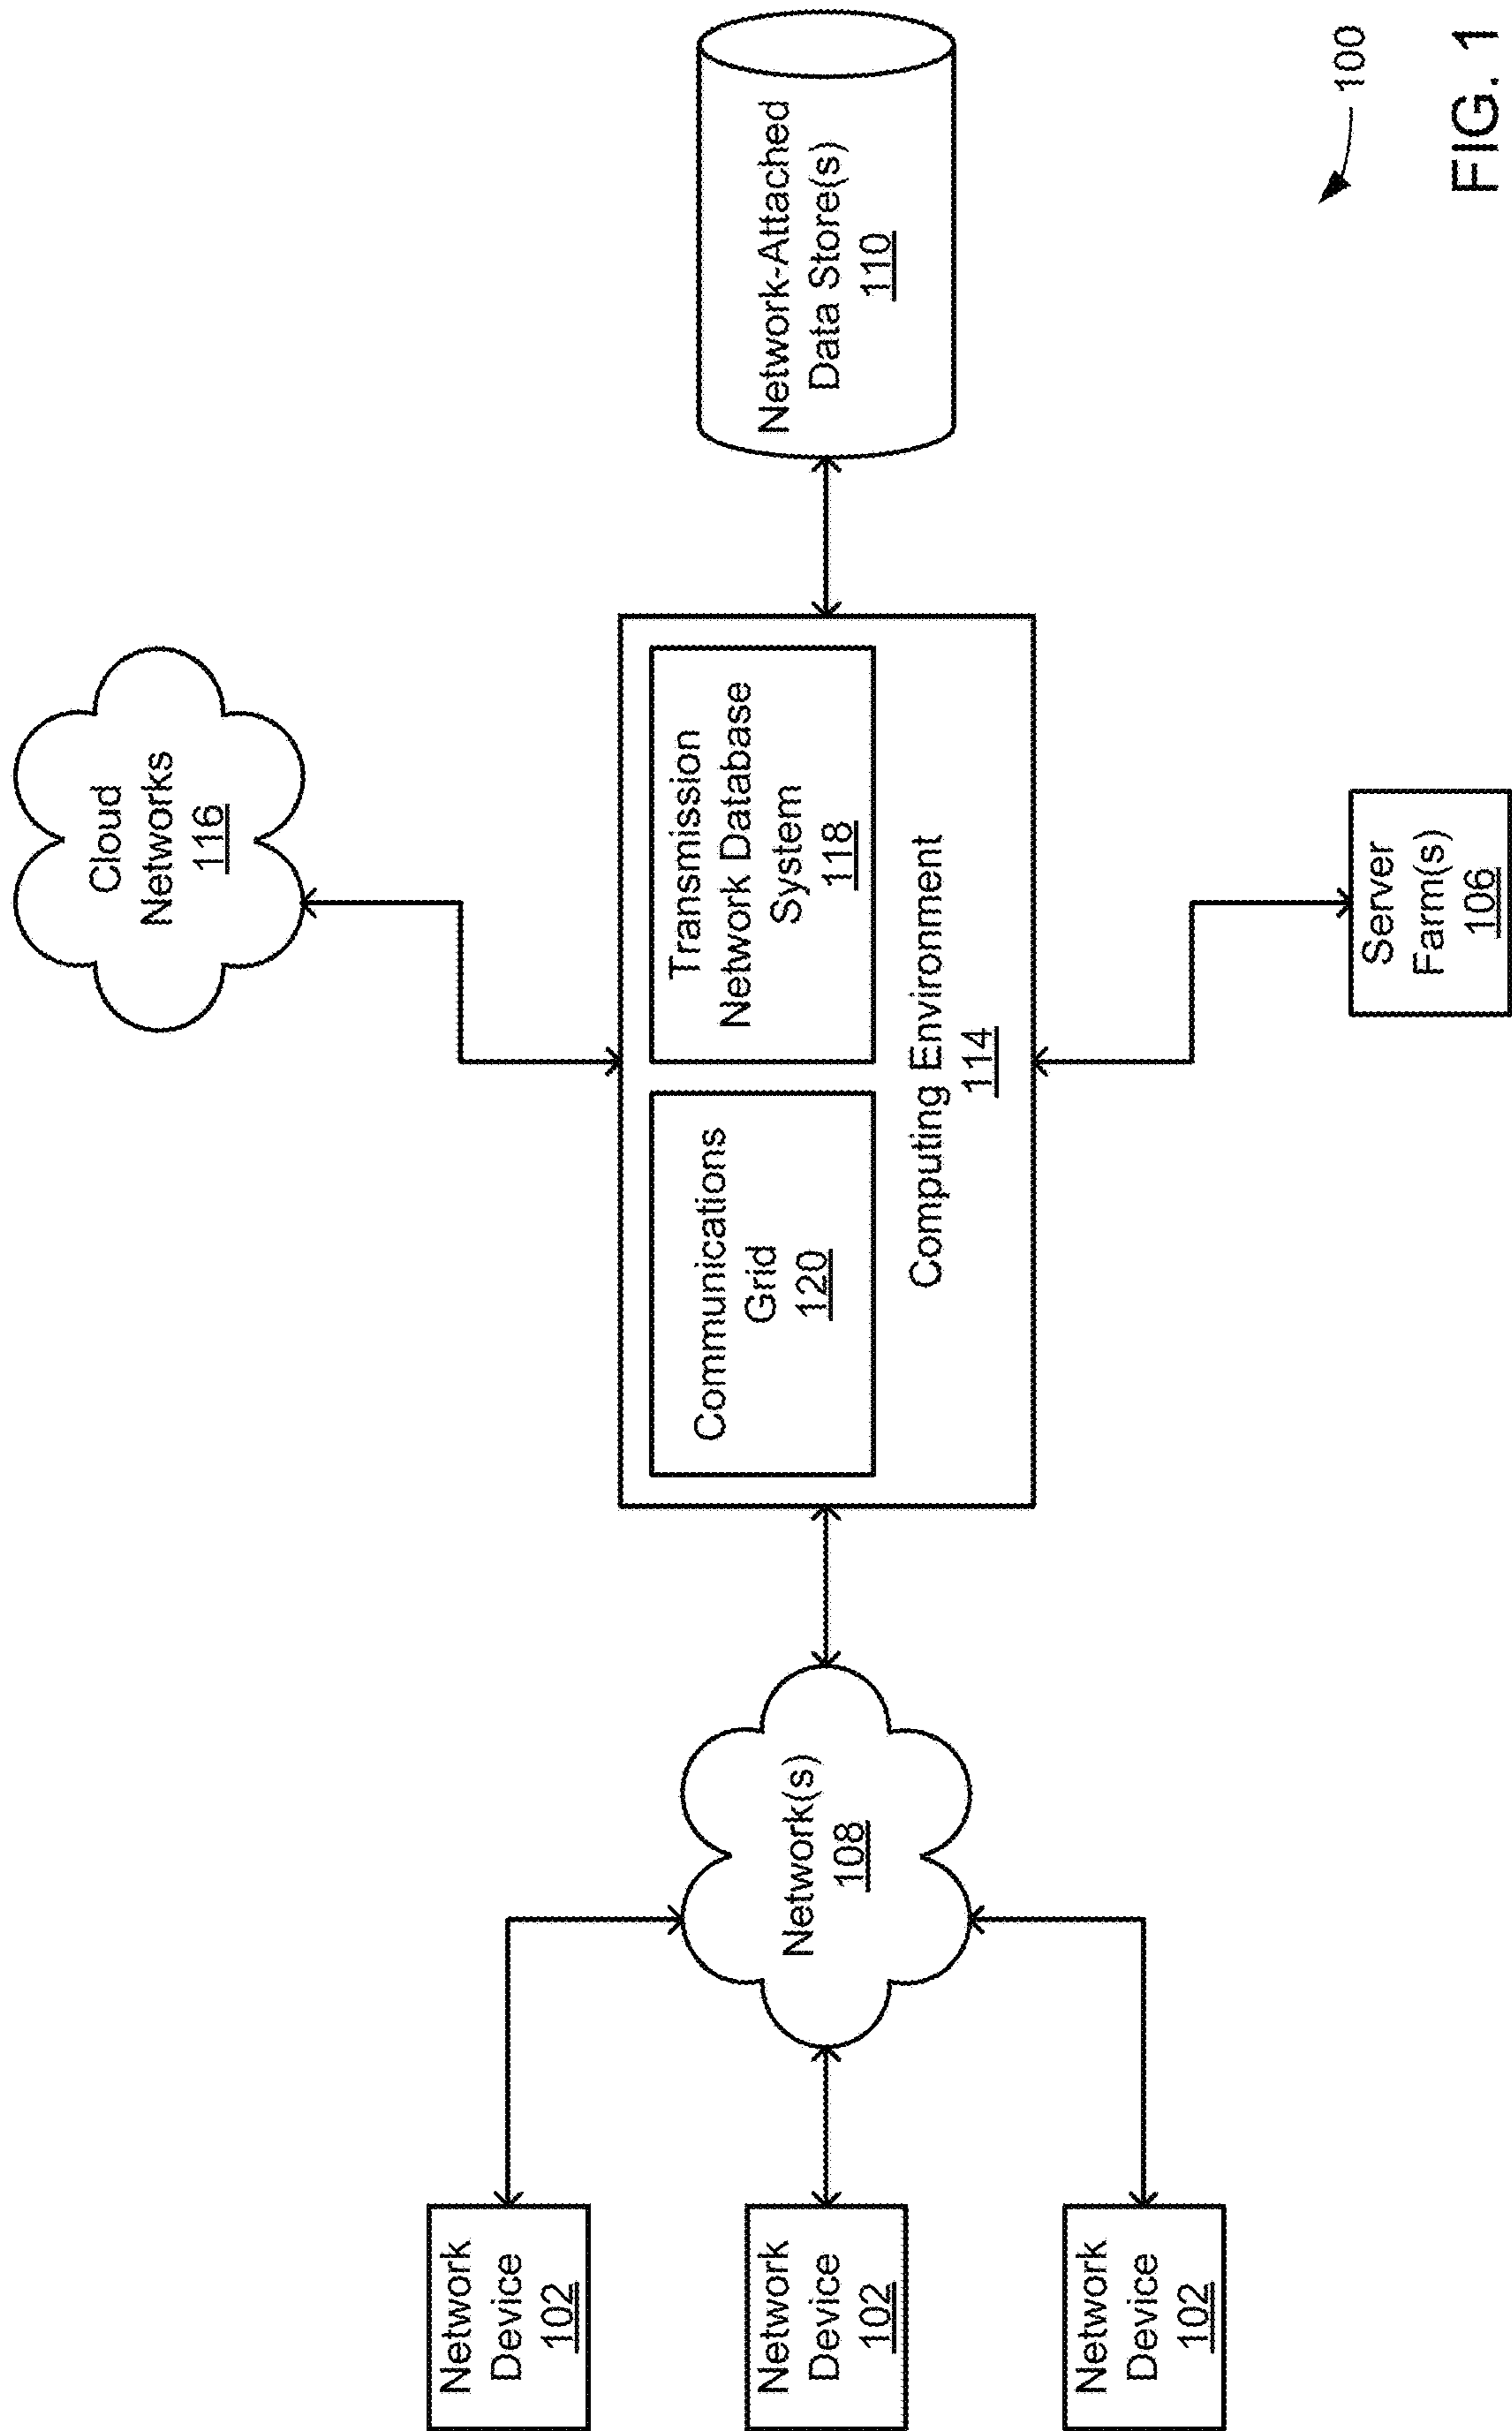 Network
Device
102
Network
Device
102
Network
Device
102
Network(s)
108
Cloud
Networks
116
Communications
Grid
120
Transmission
Network Database
System
118
Computing Environment
114
Server
Farm(s)
106
Network-Attached
Data Store(s)
110
100
FIG. 1